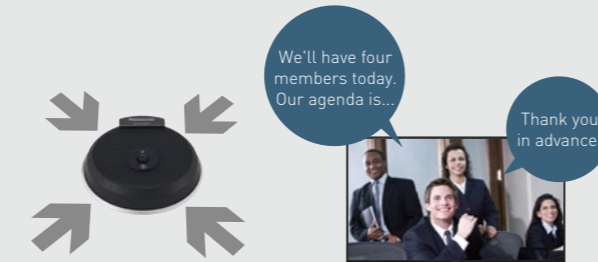 We'll have four
members today.
Our agenda is...
Thank you
in advance